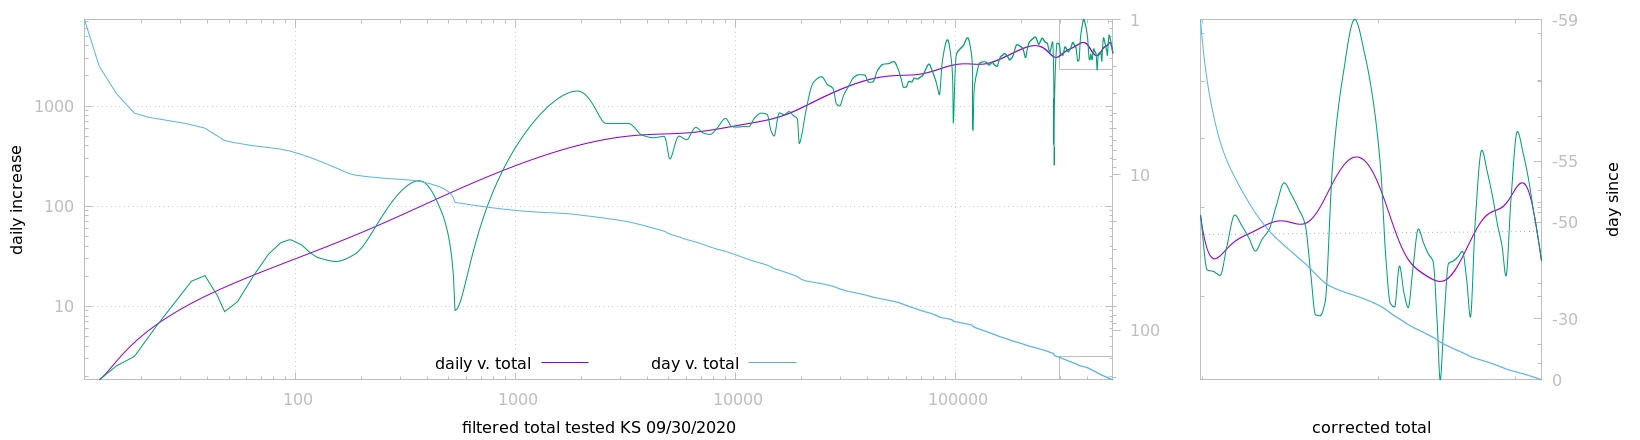 daily increase
1000
100
10
daily v. total
day v. total
100
1000
10000
100000
filtered total tested KS 09/30/2020
1
10
100
-59
-55
-50
-30
0
day since
corrected total